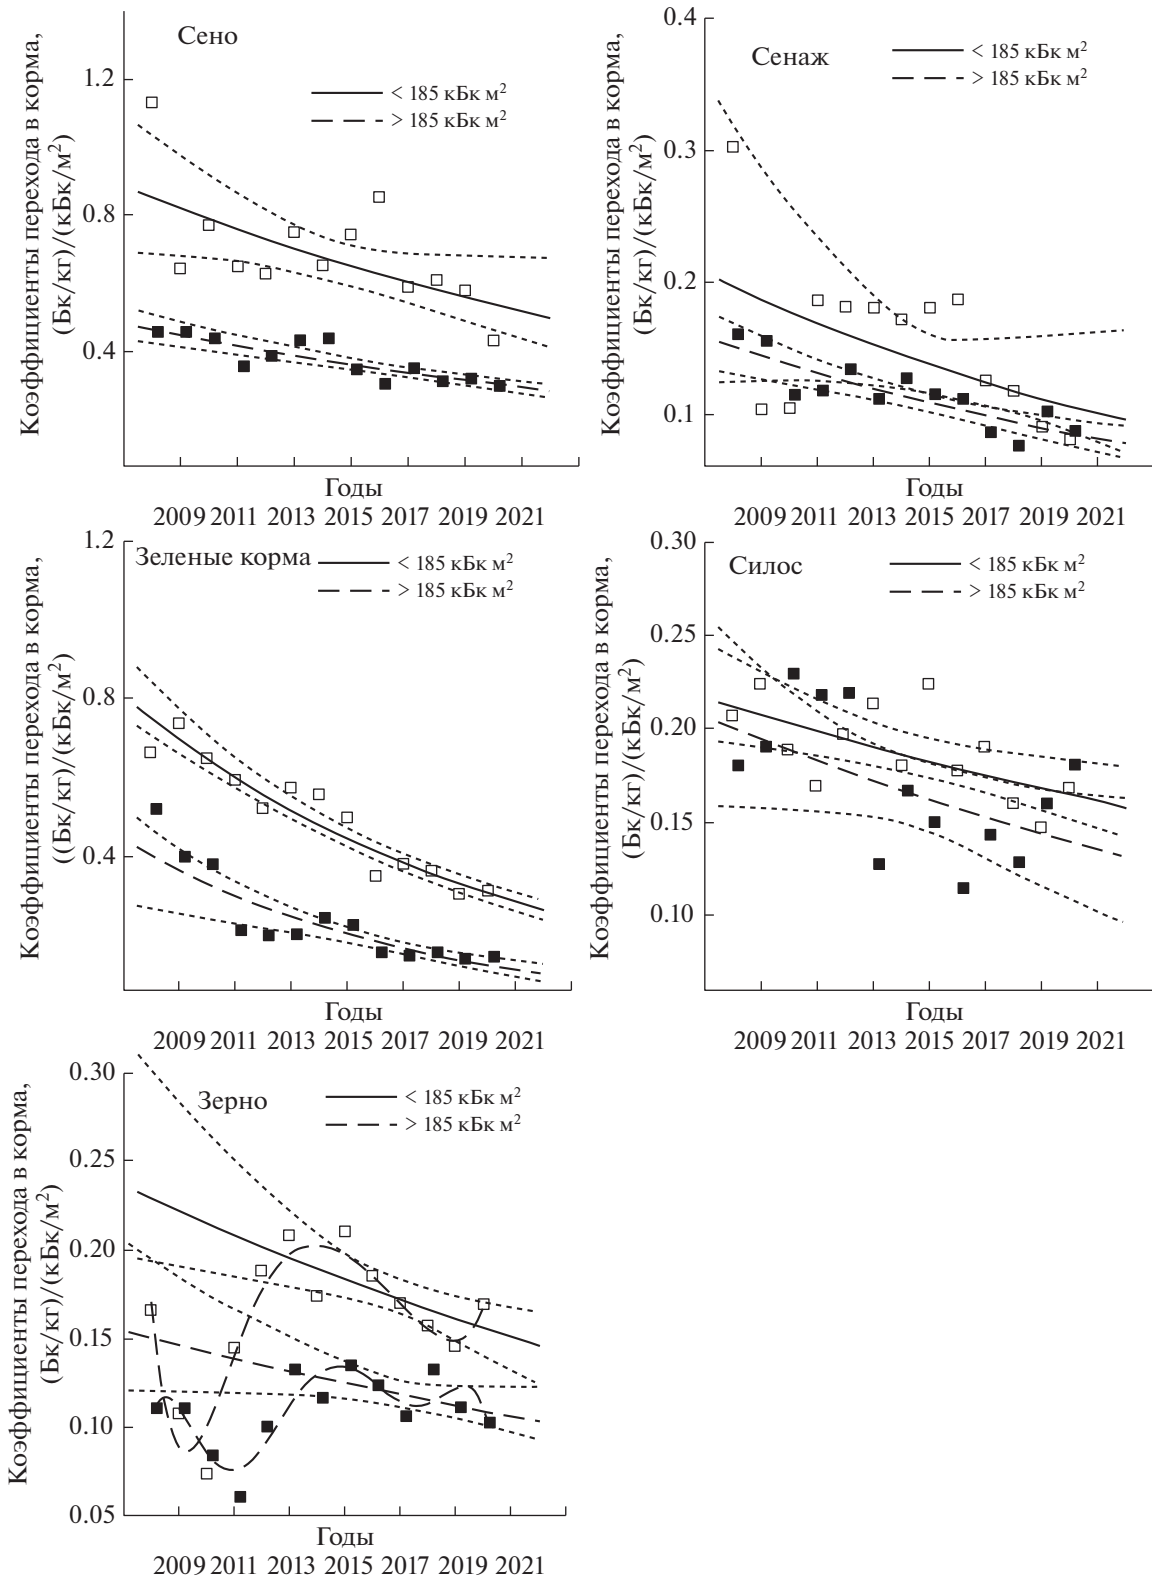 Коэффициенты перехода в корма,
(Бк/кг)/(кБк/м²)
Сено
< 185 кБк м²
> 185 кБк м²
1.2
0.8
0.4
Годы
2009 2011 2013 2015 2017 2019 2021
Коэффициенты перехода в корма,
(Бк/кг)/(кБк/м²)
Сенаж
< 185 кБк м²
> 185 кБк м²
0.4
0.3
0.2
0.1
Годы
2009 2011 2013 2015 2017 2019 2021
Коэффициенты перехода в корма,
((Бк/кг)/(кБк/м²)
Зеленые корма
< 185 кБк м²
> 185 кБк м²
1.2
0.8
0.4
Годы
2009 2011 2013 2015 2017 2019 2021
Коэффициенты перехода в корма,
(Бк/кг)/(кБк/м²)
Силос
< 185 кБк м²
> 185 кБк м²
0.30
0.25
0.20
0.15
0.10
Годы
2009 2011 2013 2015 2017 2019 2021
Коэффициенты перехода в корма,
(Бк/кг)/(кБк/м²)
Зерно
< 185 кБк м²
> 185 кБк м²
0.30
0.25
0.20
0.15
0.10
0.05
Годы
2009 2011 2013 2015 2017 2019 2021